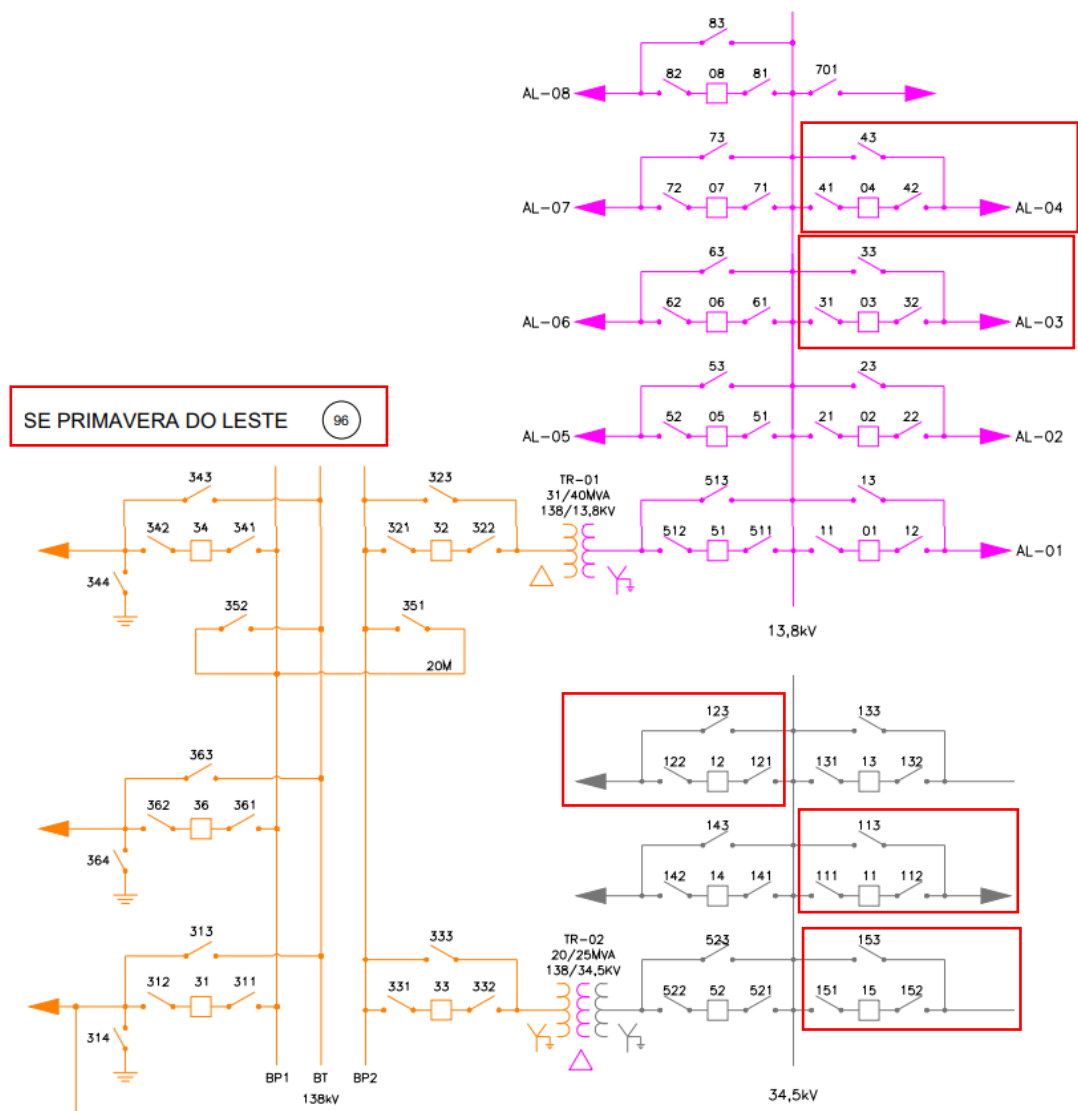 83
82 08 81 701
AL-08
73 43
72 07 71 41 04 42
AL-07 AL-04
63 33
62 06 61 31 03 32
AL-06 AL-03
53 23
SE PRIMAVERA DO LESTE 96
52 05 51 21 02 22
AL-05 AL-02
343 323 TR-01 513 13
31/40MVA
138/13,8KV
342 34 341 321 32 322 512 51 511 11 01 12
AL-01
344
352 351
13,8kV
20M
123 133
363
122 12 121 131 13 132
362 36 361
143 113
364
142 14 141 111 11 112
313 333 TR-02 523 153
20/25MVA
138/34,5KV
312 31 311 331 33 332 522 52 521 151 15 152
314
BP1 BT BP2
138kV 34,5kV